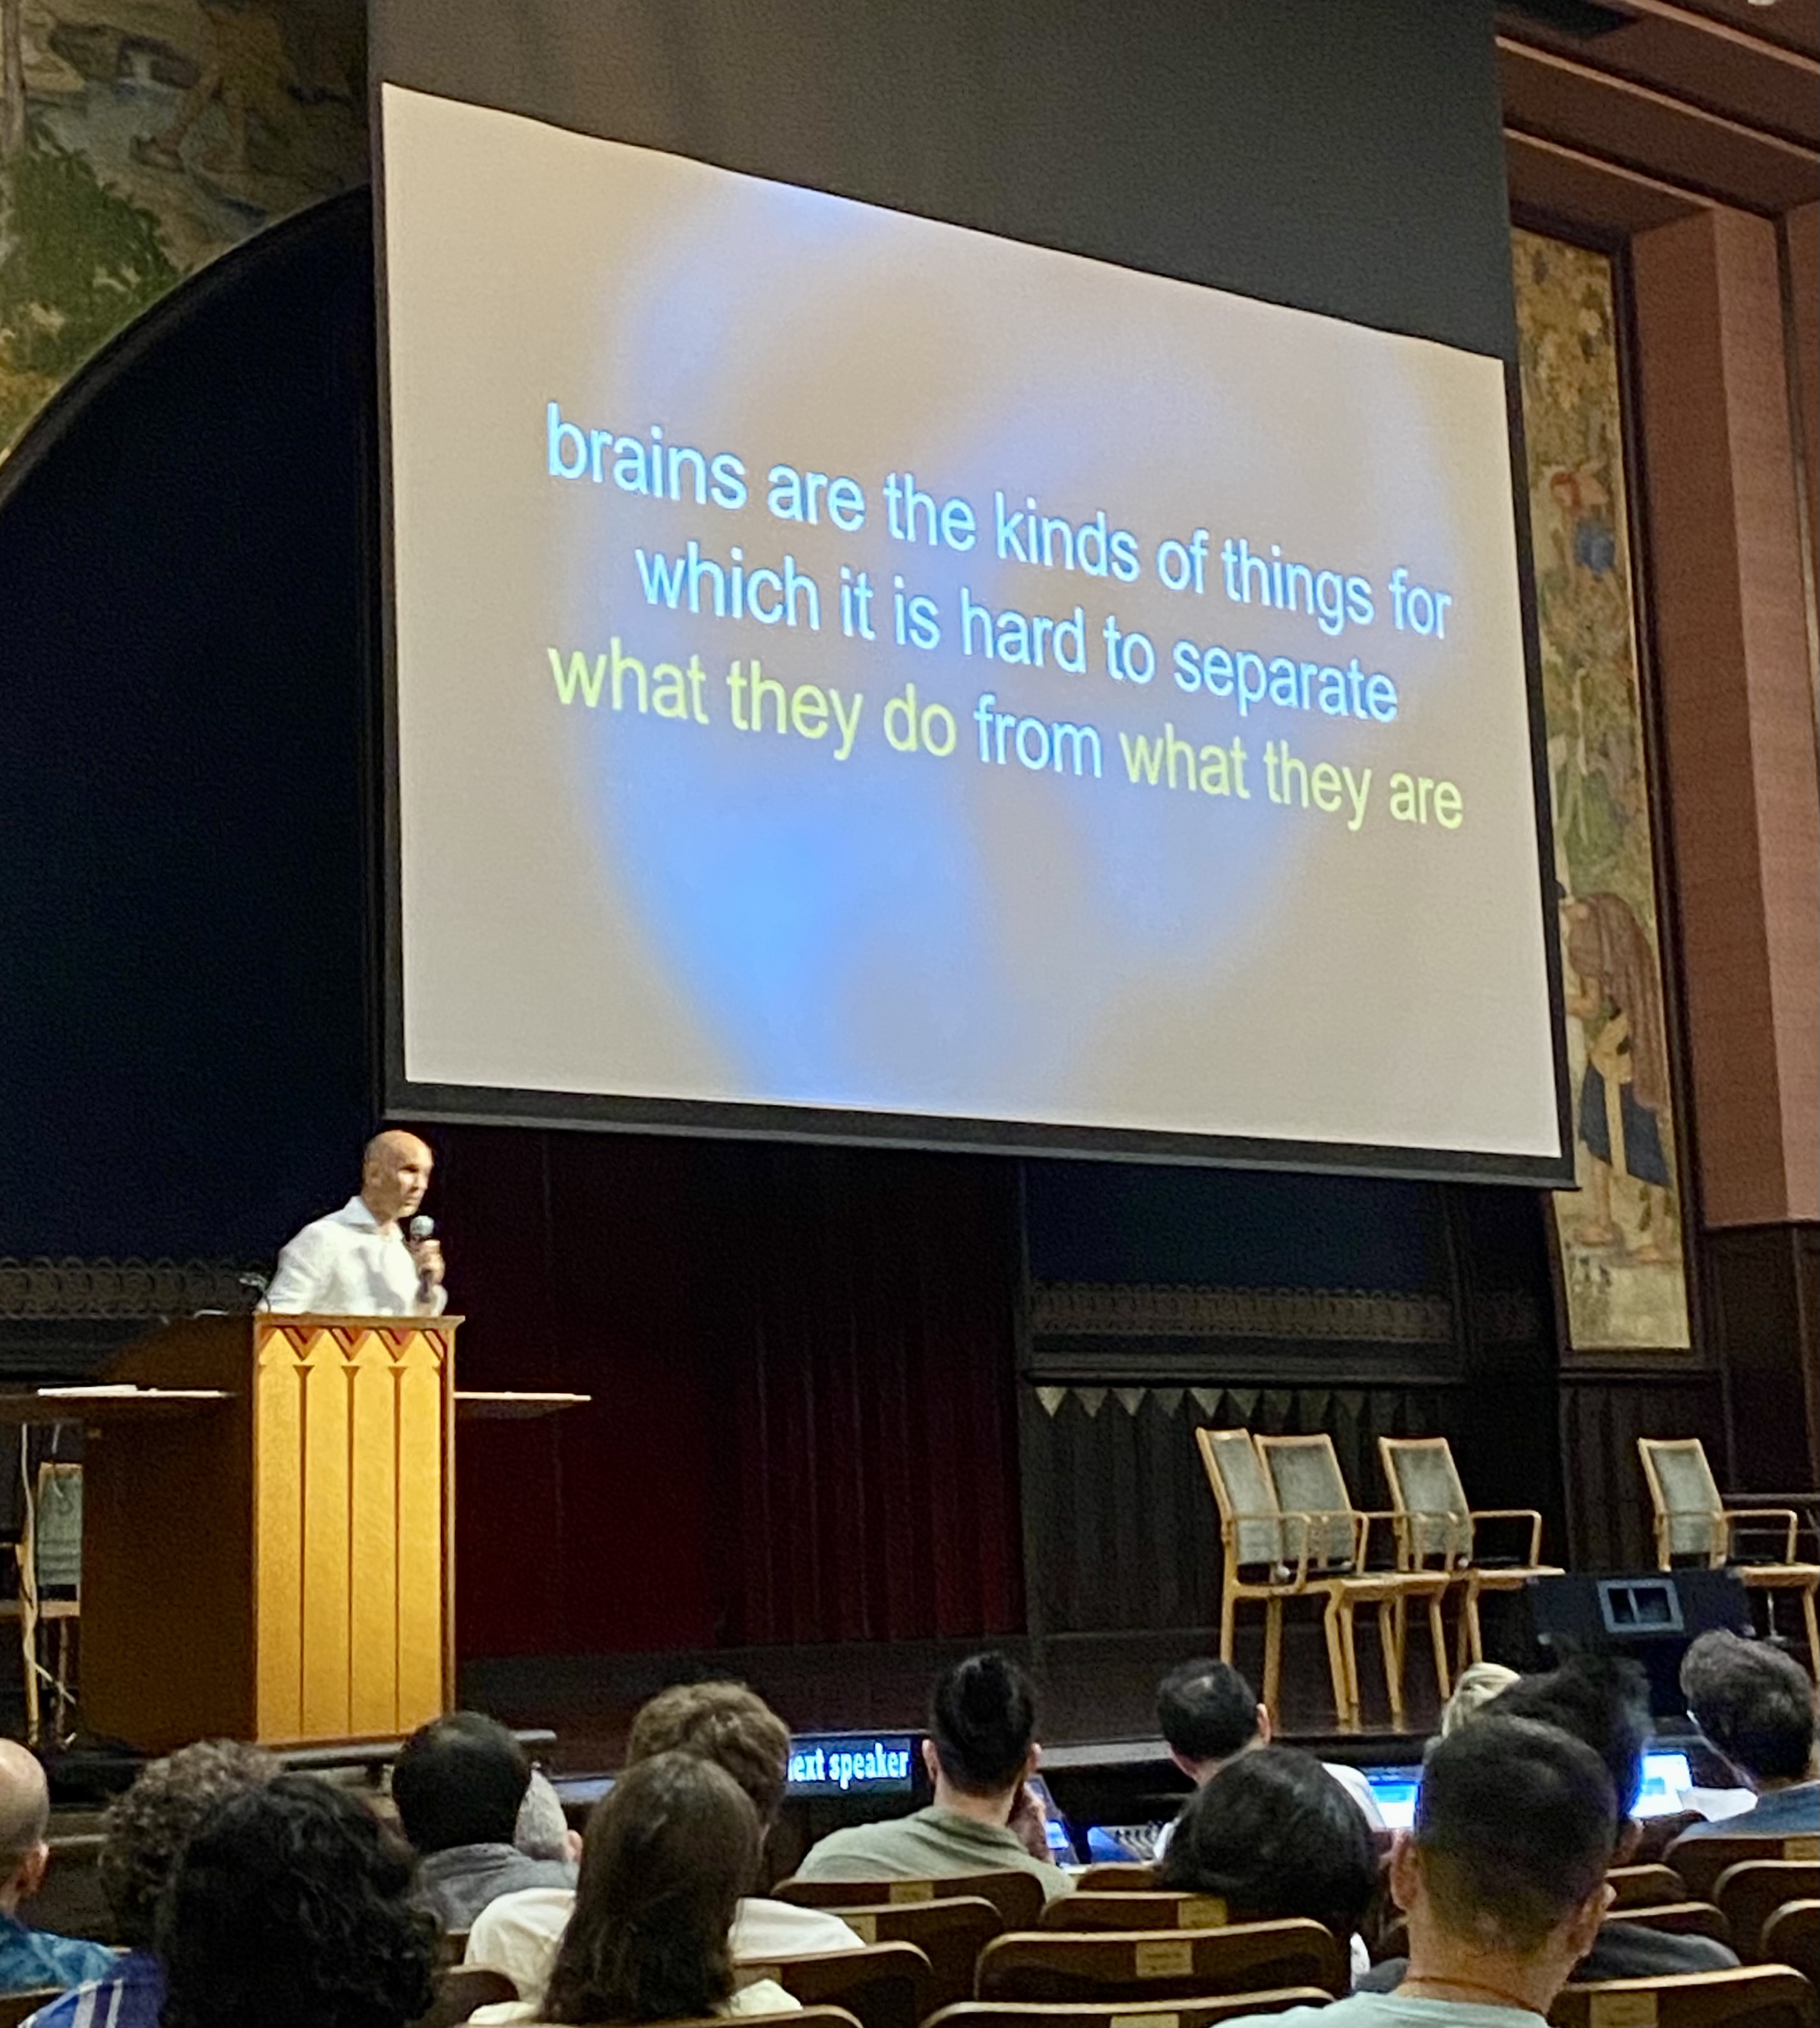 brains are the kinds of things for
which it is hard to separate
what they do from what they are
speaker